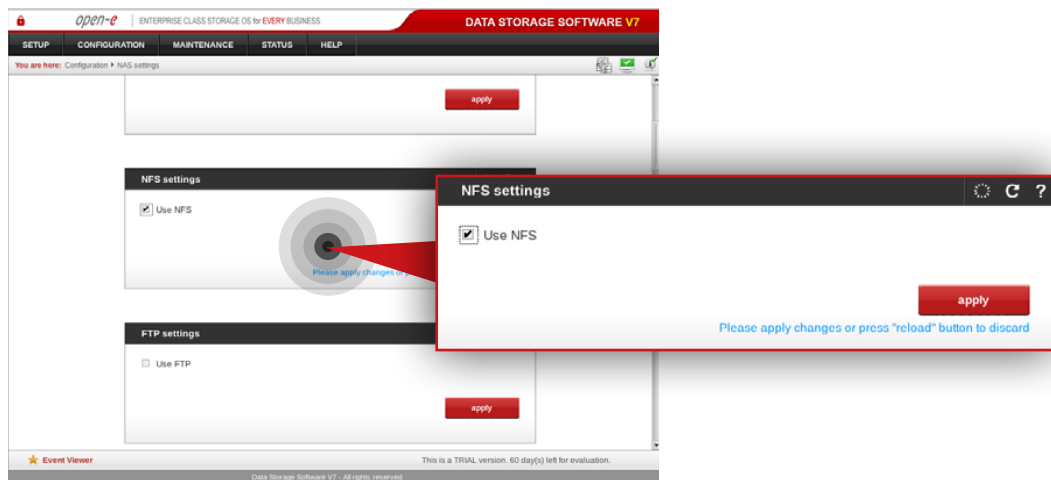 open-e ENTERPRISE CLASS STORAGE OS for EVERY BUSINESS DATA STORAGE SOFTWARE V7
SETUP CONFIGURATION MAINTENANCE STATUS HELP
You are here: Configuration NAS settings
apply
NFS settings
Use NFS
Please apply changes or
NFS settings ?
Use NFS
apply
Please apply changes or press "reload" button to discard
FTP settings
Use FTP
apply
Event Viewer This is a TRIAL version. 60 day(s) left for evaluation.
Data Storage Software V7 - All rights reserved